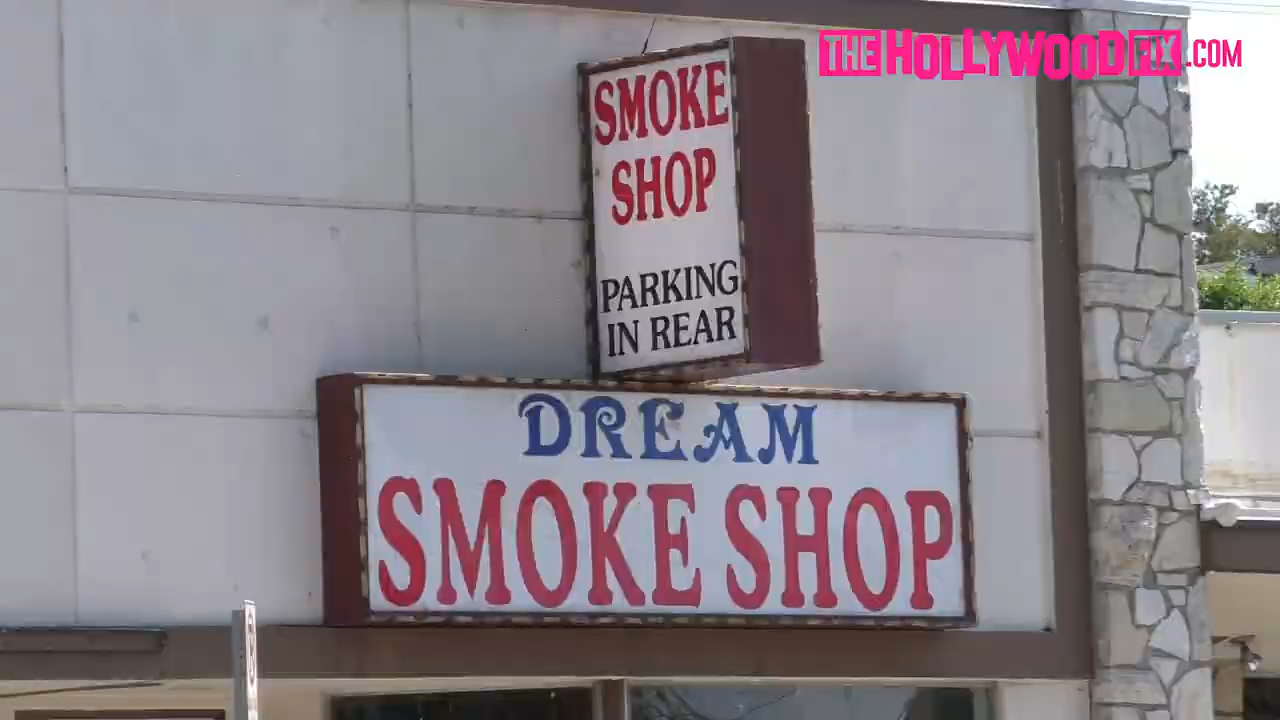 THEHOLLYWOODFIX.COM
SMOKE
SHOP
PARKING
IN REAR
DREAM
SMOKE SHOP